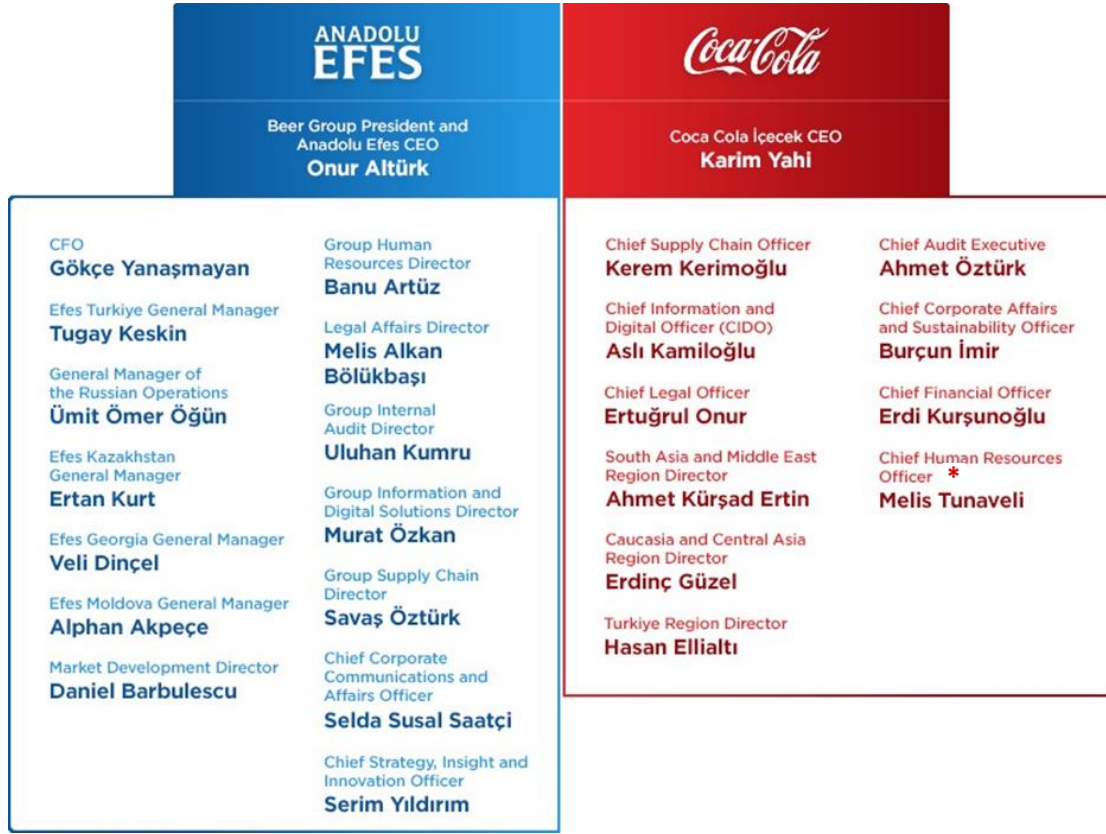 ANADOLU
EFES
Beer Group President and
Anadolu Efes CEO
Onur Altürk
CFO
Gökçe Yanaşmayan
Efes Turkiye General Manager
Tugay Keskin
General Manager of
the Russian Operations
Ümit Ömer Öğün
Efes Kazakhstan
General Manager
Ertan Kurt
Efes Georgia General Manager
Veli Dinçel
Efes Moldova General Manager
Alphan Akpeçe
Market Development Director
Daniel Barbulescu
Group Human
Resources Director
Banu Artüz
Legal Affairs Director
Melis Alkan
Bölükbaşı
Group Internal
Audit Director
Uluhan Kumru
Group Information and
Digital Solutions Director
Murat Özkan
Group Supply Chain
Director
Savaş Öztürk
Chief Corporate
Communications and
Affairs Officer
Selda Susal Saatçi
Chief Strategy, Insight and
Innovation Officer
Serim Yıldırım
Coca-Cola
Coca Cola İçecek CEO
Karim Yahi
Chief Supply Chain Officer
Kerem Kerimoğlu
Chief Information and
Digital Officer (CIDO)
Aslı Kamiloğlu
Chief Legal Officer
Ertuğrul Onur
South Asia and Middle East
Region Director
Ahmet Kürşad Ertin
Caucasia and Central Asia
Region Director
Erdinç Güzel
Turkiye Region Director
Hasan Ellialtı
Chief Audit Executive
Ahmet Öztürk
Chief Corporate Affairs
and Sustainability Officer
Burçun İmir
Chief Financial Officer
Erdi Kurşunoğlu
Chief Human Resources
Officer *
Melis Tunaveli